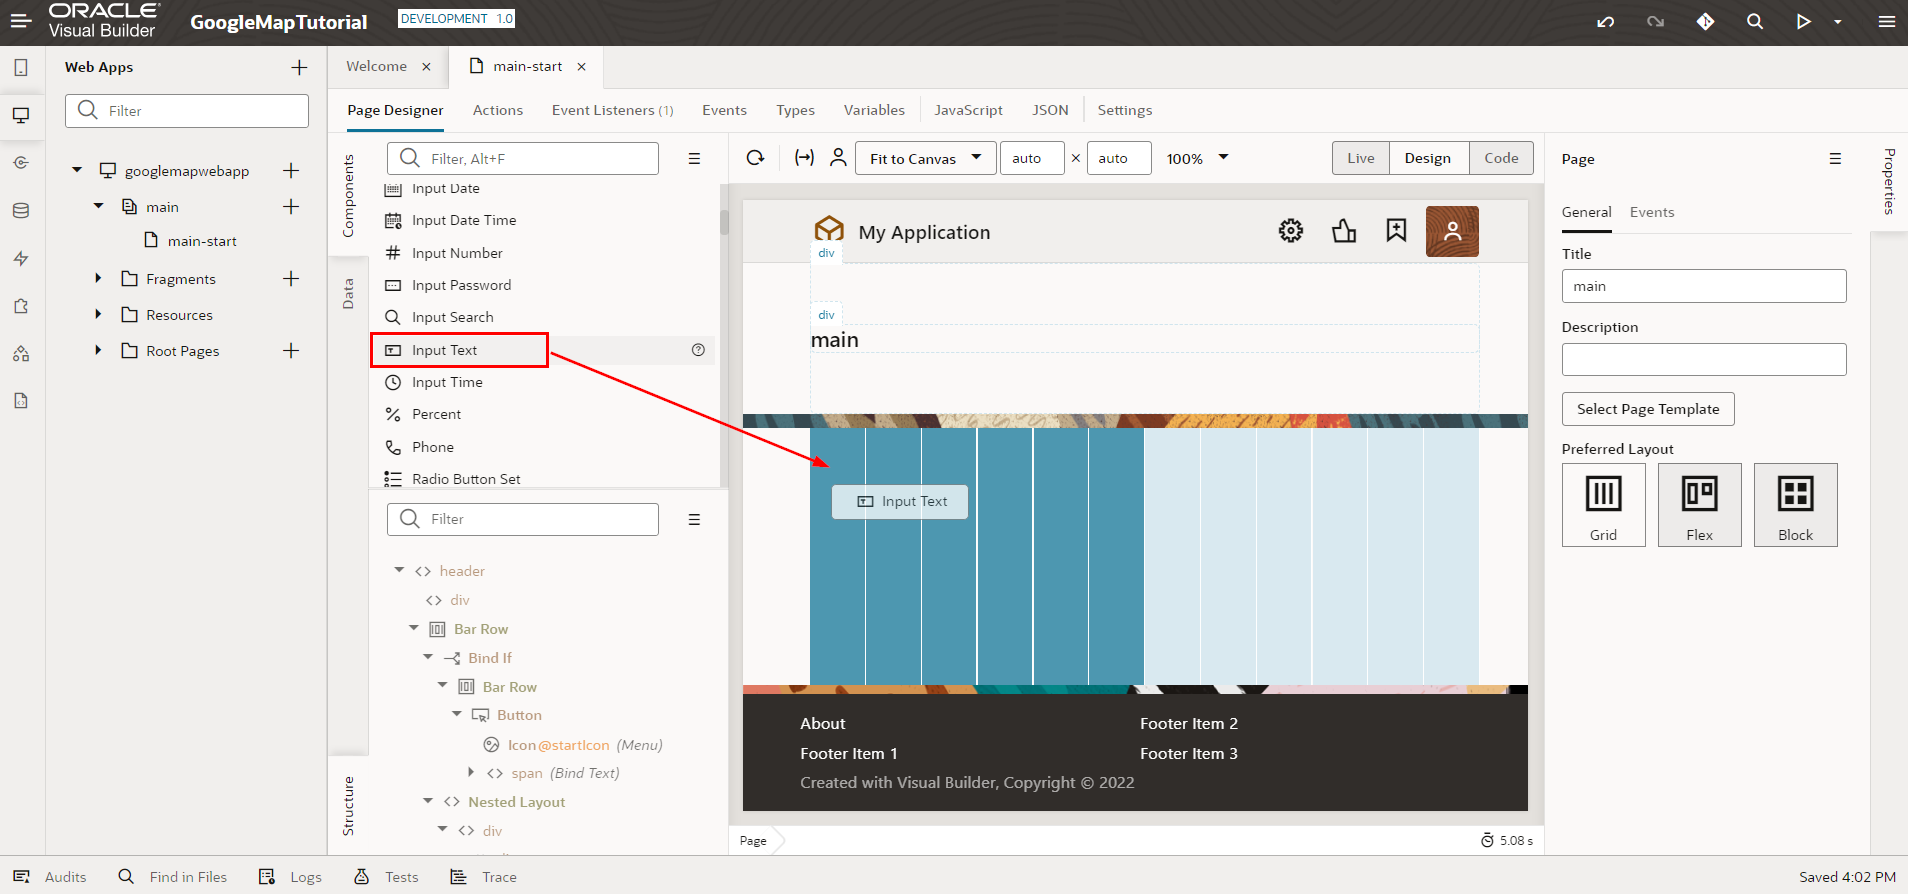 ORACLE
Visual Builder
GoogleMapTutorial
DEVELOPMENT 1.0
Web Apps
Filter
googlemapwebapp
main
main-start
Fragments
Resources
Root Pages
Welcome ×
main-start ×
Page Designer
Actions
Event Listeners (1)
Events
Types
Variables
JavaScript
JSON
Settings
Components
Data
Structure
Filter, Alt+F
Input Date
Input Date Time
Input Number
Input Password
Input Search
Input Text
Input Time
Percent
Phone
Radio Button Set
Filter
header
div
Bar Row
Bind If
Bar Row
Button
Icon @startIcon (Menu)
span (Bind Text)
Nested Layout
div
Fit to Canvas
auto × auto
100%
Live
Design
Code
My Application
div
div
main
Input Text
About
Footer Item 2
Footer Item 1
Footer Item 3
Created with Visual Builder, Copyright © 2022
Page
5.08 s
Page
Properties
General
Events
Title
main
Description
Select Page Template
Preferred Layout
Grid
Flex
Block
Audits
Find in Files
Logs
Tests
Trace
Saved 4:02 PM